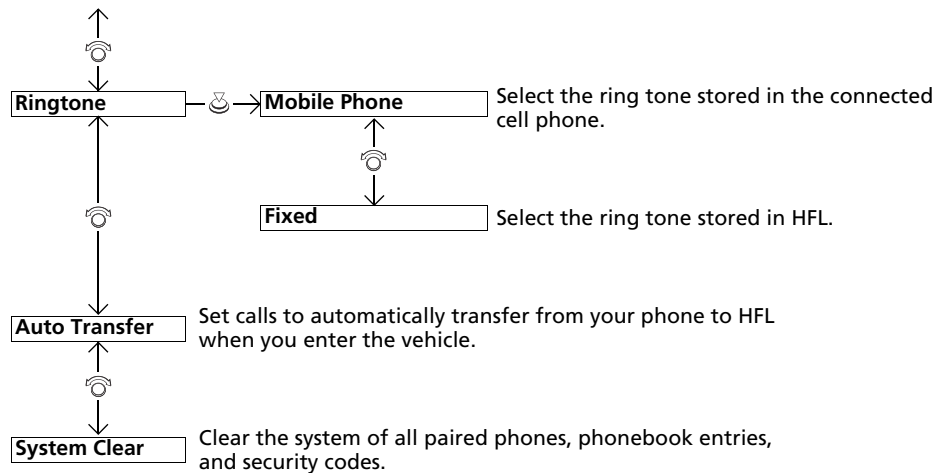 Ringtone
Mobile Phone
Select the ring tone stored in the connected
cell phone.
Fixed
Select the ring tone stored in HFL.
Auto Transfer
Set calls to automatically transfer from your phone to HFL
when you enter the vehicle.
System Clear
Clear the system of all paired phones, phonebook entries,
and security codes.